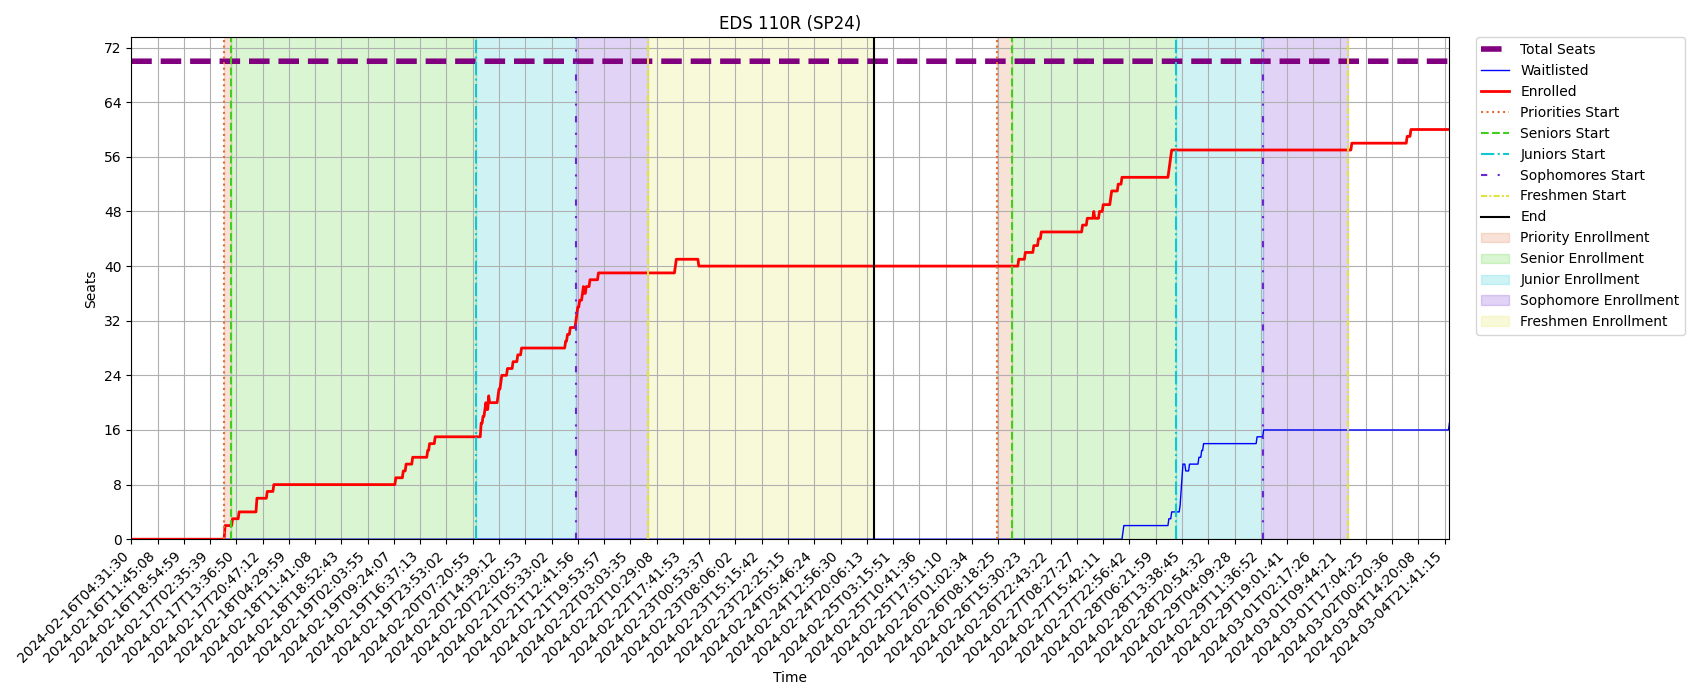 EDS 110R (SP24)
Seats
72
64
56
48
40
32
24
16
8
0
2024-02-16T04:31:30
2024-02-16T11:45:08
2024-02-16T18:54:59
2024-02-17T02:35:39
2024-02-17T13:36:50
2024-02-17T20:47:12
2024-02-18T04:29:59
2024-02-18T11:41:08
2024-02-18T18:52:43
2024-02-19T02:03:55
2024-02-19T09:24:07
2024-02-19T16:37:13
2024-02-19T23:53:02
2024-02-20T07:20:55
2024-02-20T14:39:12
2024-02-20T22:02:53
2024-02-21T05:33:02
2024-02-21T12:41:56
2024-02-21T19:53:57
2024-02-22T03:03:35
2024-02-22T10:29:08
2024-02-22T17:41:53
2024-02-23T00:53:37
2024-02-23T08:06:02
2024-02-23T15:15:42
2024-02-23T22:25:15
2024-02-24T05:46:24
2024-02-24T12:56:30
2024-02-24T20:06:13
2024-02-25T03:15:51
2024-02-25T10:41:36
2024-02-25T17:51:10
2024-02-26T01:02:34
2024-02-26T08:18:25
2024-02-26T15:30:23
2024-02-26T22:43:22
2024-02-27T08:27:27
2024-02-27T15:42:11
2024-02-27T22:56:42
2024-02-28T06:21:59
2024-02-28T13:38:45
2024-02-28T20:54:32
2024-02-29T04:09:28
2024-02-29T11:36:52
2024-02-29T19:01:41
2024-03-01T02:17:26
2024-03-01T09:44:21
2024-03-01T17:04:25
2024-03-02T00:20:36
2024-03-04T14:20:08
2024-03-04T21:41:15
Time
Total Seats
Waitlisted
Enrolled
Priorities Start
Seniors Start
Juniors Start
Sophomores Start
Freshmen Start
End
Priority Enrollment
Senior Enrollment
Junior Enrollment
Sophomore Enrollment
Freshmen Enrollment